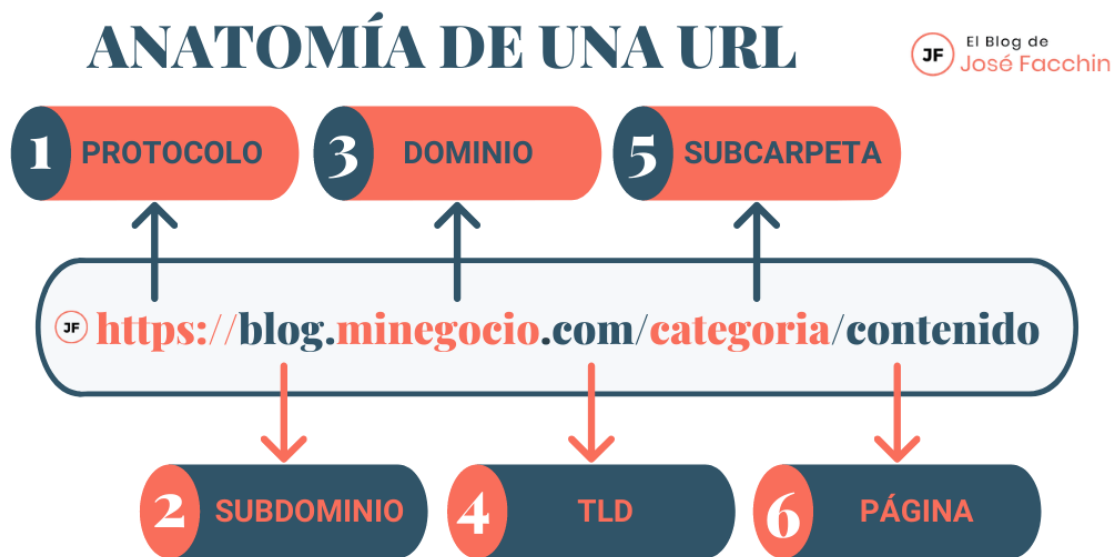 ANATOMÍA DE UNA URL
JF El Blog de
José Facchin
1 PROTOCOLO
3 DOMINIO
5 SUBCARPETA
JF https://blog.minegocio.com/categoria/contenido
2 SUBDOMINIO
4 TLD
6 PÁGINA